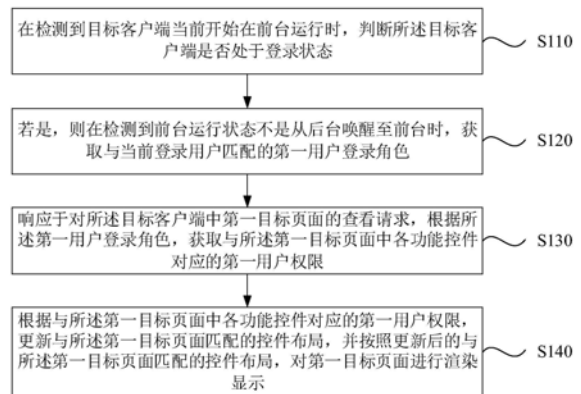 在检测到目标客户端当前开始在前台运行时，判断所述目标客
户端是否处于登录状态
S110
若是，则在检测到前台运行状态不是从后台唤醒至前台时，获
取与当前登录用户匹配的第一用户登录角色
S120
响应于对所述目标客户端中第一目标页面的查看请求，根据所
述第一用户登录角色，获取与所述第一目标页面中各功能控件
对应的第一用户权限
S130
根据与所述第一目标页面中各功能控件对应的第一用户权限，
更新与所述第一目标页面匹配的控件布局，并按照更新后的与
所述第一目标页面匹配的控件布局，对第一目标页面进行渲染
显示
S140